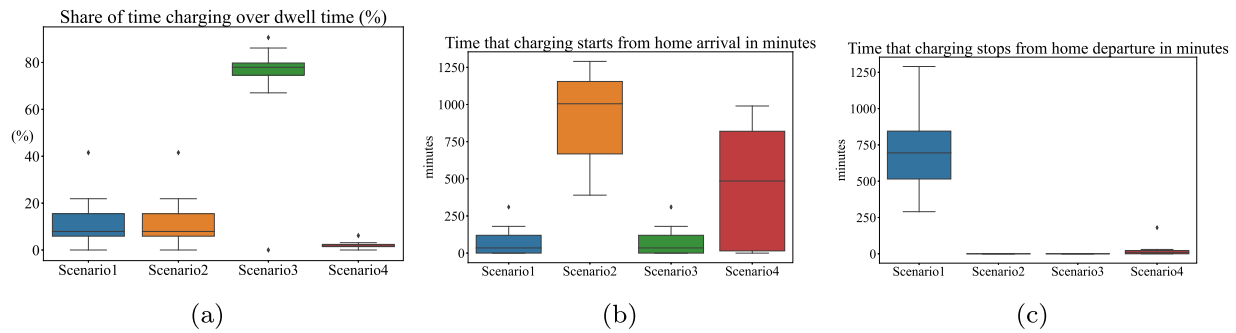 Share of time charging over dwell time (%)
80
60
(%)
40
20
0
Scenario1 Scenario2 Scenario3 Scenario4
(a)
Time that charging starts from home arrival in minutes
1250
1000
750
minutes
500
250
0
Scenario1 Scenario2 Scenario3 Scenario4
(b)
Time that charging stops from home departure in minutes
1250
1000
750
minutes
500
250
0
Scenario1 Scenario2 Scenario3 Scenario4
(c)